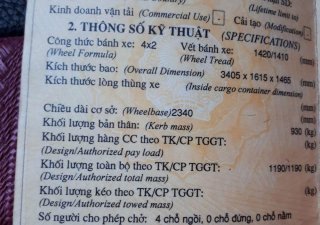 SD:
Kinh doanh vận tải (Commercial Use) - (Lifetime limit to
Cải tạo (Modification)
2. THÔNG SỐ KỸ THUẬT (SPECIFICATIONS)
Công thức bánh xe: 4x2 Vết bánh xe: 1420/1410 (mm)
(Wheel Formula) (Wheel Tread)
Kích thước bao: (Overall Dimension) 3405 x 1615 x 1465 (mm)
Kích thước lòng thùng xe (Inside cargo container dimension) (mm)
Chiều dài cơ sở: (Wheelbase)2340 (mm)
Khối lượng bản thân: (Kerb mass) 930 (kg)
Khối lượng hàng CC theo TK/CP TGGT: (kg)
(Design/Authorized pay load)
Khối lượng toàn bộ theo TK/CP TGGT: 1190/1190 (kg)
(Design/Authorized total mass)
Khối lượng kéo theo TK/CP TGGT: (kg)
(Design/Authorized towed mass)
Số người cho phép chở: 4 chỗ ngồi, 0 chỗ đứng, 0 chỗ nằm